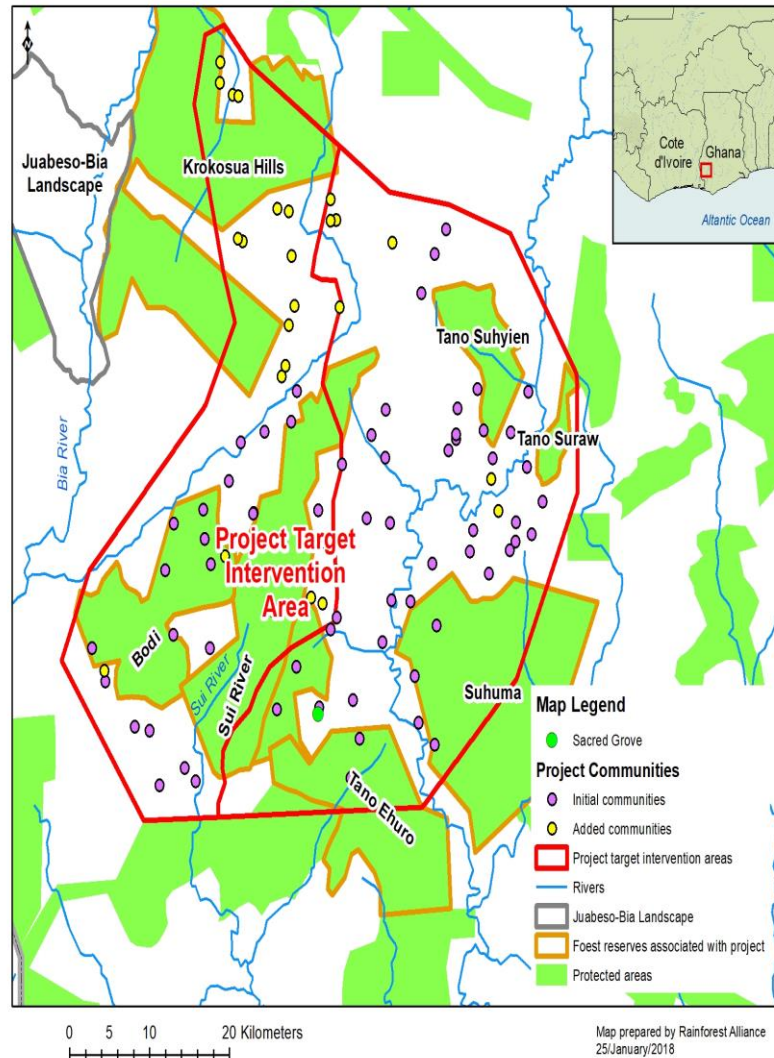 N
Juabeso-Bia
Landscape
Krokosua Hills
Cote
d'Ivoire
Ghana
Altantic Ocean
Tano Suhyien
Tano Suraw
Bia River
Project Target
Intervention
Area
Bodi
Sui River
Sui River
Suhuma
Tano Ehuro
Map Legend
Sacred Grove
Project Communities
Initial communities
Added communities
Project target intervention areas
Rivers
Juabeso-Bia Landscape
Foest reserves associated with project
Protected areas
0 5 10 20 Kilometers
Map prepared by Rainforest Alliance
25/January/2018